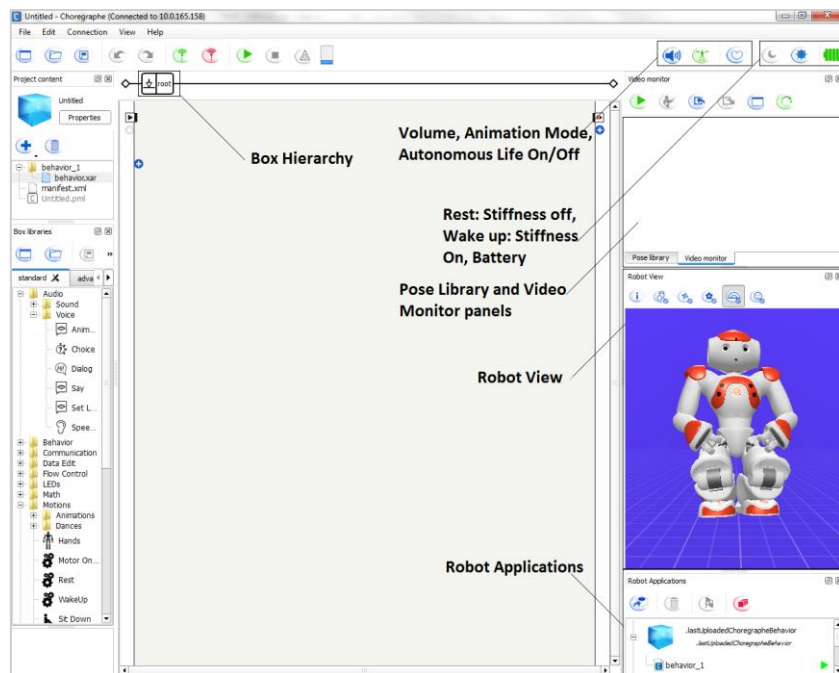 Untitled - Choregraphe (Connected to 10.0.165.158)
File Edit Connection View Help
Project content
root
Untitled
Properties
behavior_1
behavior.xar
manifest.xml
Untitled.pml
Box libraries
standard
adva
Audio
Sound
Voice
Anim...
Choice
Dialog
Say
Set L...
Spee...
Behavior
Communication
Data Edit
Flow Control
LEDs
Math
Motions
Animations
Dances
Hands
Motor On...
Rest
WakeUp
Sit Down
Box Hierarchy
Volume, Animation Mode,
Autonomous Life On/Off
Rest: Stiffness off,
Wake up: Stiffness
On, Battery
Pose Library and Video
Monitor panels
Robot View
Robot Applications
Video monitor
Pose library
Video monitor
Robot View
Robot Applications
.lastUploadedChoregrapheBehavior
.lastUploadedChoregrapheBehavior
behavior_1